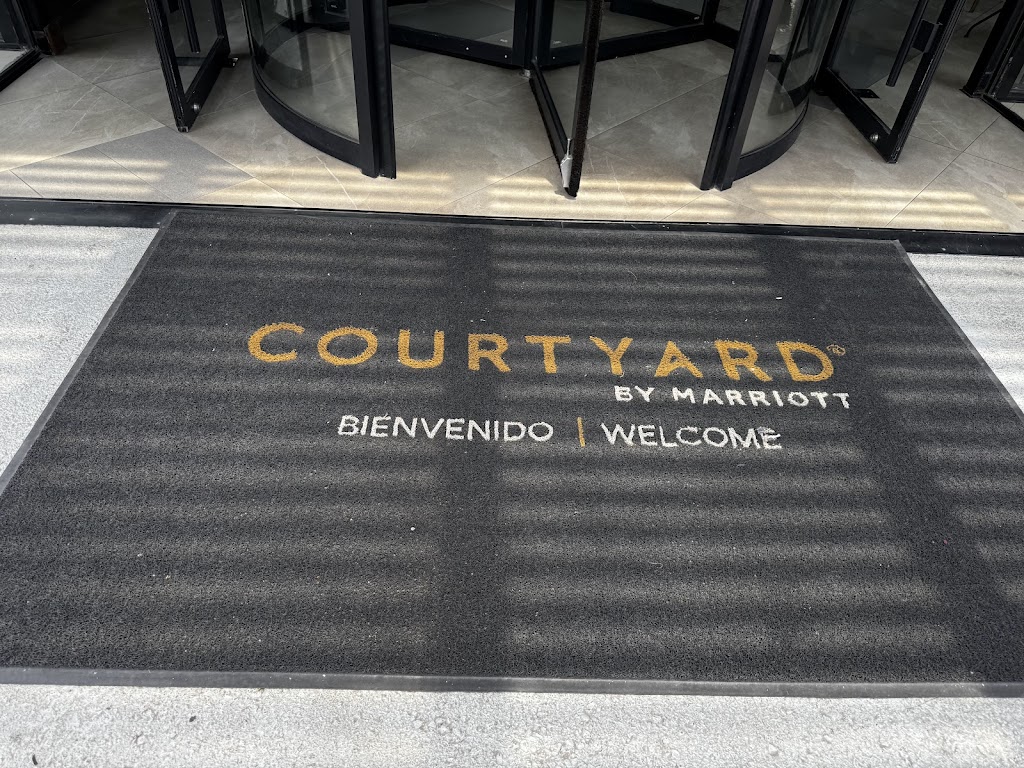 COURTYARD®
BY MARRIOTT
BIENVENIDO | WELCOME